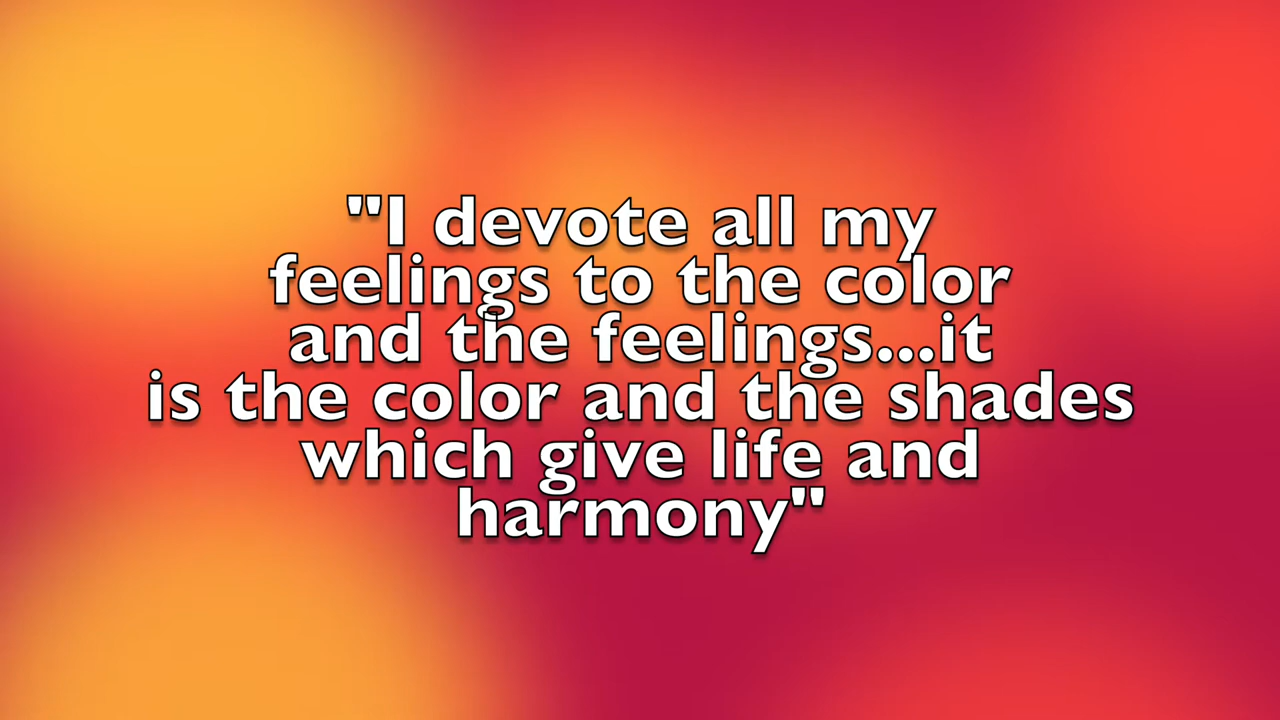 "I devote all my
feelings to the color
and the feelings...it
is the color and the shades
which give life and
harmony"